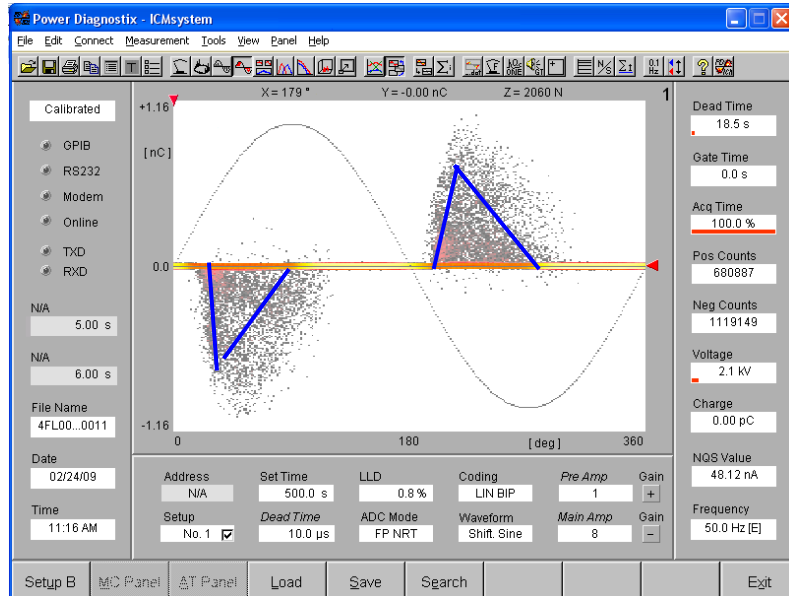 Power Diagnostix - ICMsystem
File Edit Connect Measurement Tools View Panel Help
X = 179 ° Y = -0.00 nC Z = 2060 N 1
+1.16
[ nC ]
0.0
-1.16
0 180 [ deg ] 360
Calibrated
GPIB
RS232
Modem
Online
TXD
RXD
N/A
5.00 s
N/A
6.00 s
File Name
4FL00...0011
Date
02/24/09
Time
11:16 AM
Address Set Time LLD Coding Pre Amp Gain
N/A 500.0 s 0.8 % LIN BIP 1 +
Setup Dead Time ADC Mode Waveform Main Amp Gain
No. 1 10.0 µs FP NRT Shift. Sine 8 −
Dead Time
18.5 s
Gate Time
0.0 s
Acq Time
100.0 %
Pos Counts
680887
Neg Counts
1119149
Voltage
2.1 kV
Charge
0.00 pC
NQS Value
48.12 nA
Frequency
50.0 Hz [E]
Setup B MC Panel AT Panel Load Save Search Exit